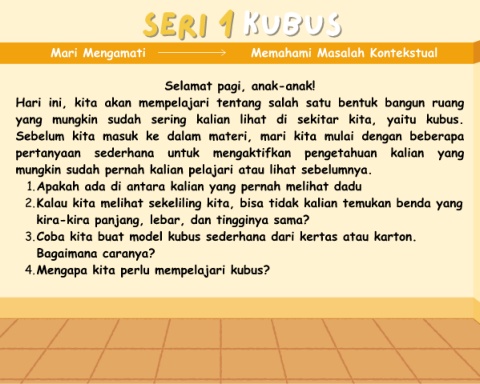 SERI 1 KUBUS
Mari Mengamati Memahami Masalah Kontekstual
Selamat pagi, anak-anak!
Hari ini, kita akan mempelajari tentang salah satu bentuk bangun ruang
yang mungkin sudah sering kalian lihat di sekitar kita, yaitu kubus.
Sebelum kita masuk ke dalam materi, mari kita mulai dengan beberapa
pertanyaan sederhana untuk mengaktifkan pengetahuan kalian yang
mungkin sudah pernah kalian pelajari atau lihat sebelumnya.
1.Apakah ada di antara kalian yang pernah melihat dadu
2.Kalau kita melihat sekeliling kita, bisa tidak kalian temukan benda yang
kira-kira panjang, lebar, dan tingginya sama?
3.Coba kita buat model kubus sederhana dari kertas atau karton.
Bagaimana caranya?
4.Mengapa kita perlu mempelajari kubus?